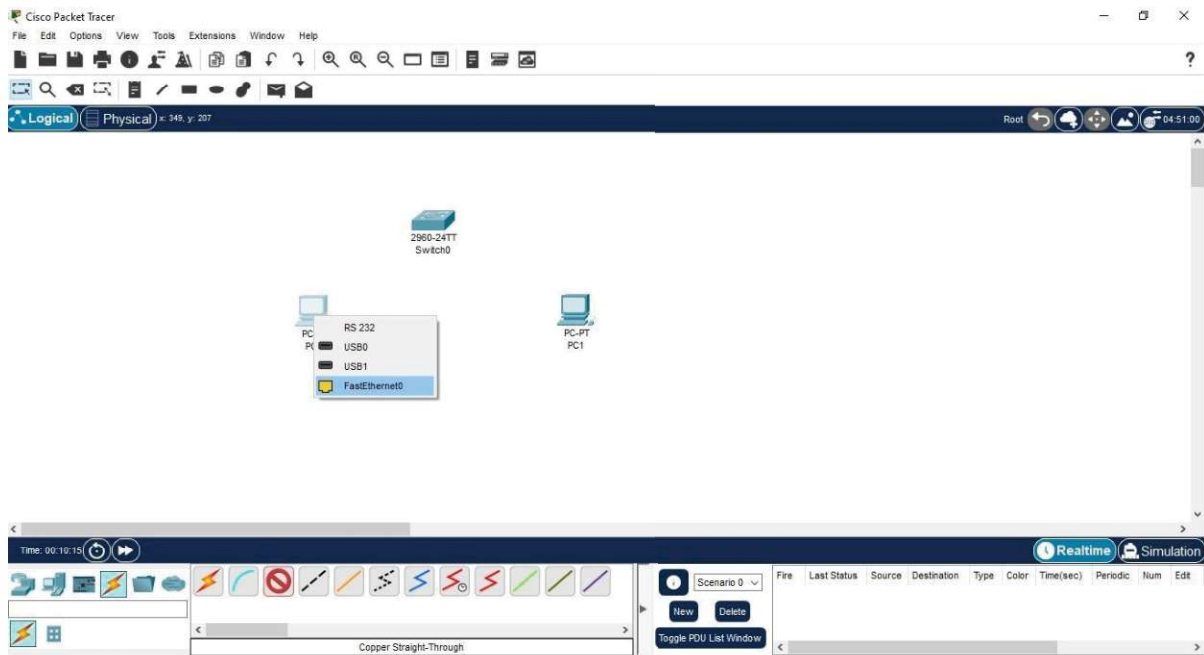 Cisco Packet Tracer
File Edit Options View Tools Extensions Window Help
?
Logical Physical x: 349, y: 207 Root 04:51:00
2960-24TT
Switch0
PC
RS 232
USB0
USB1
FastEthernet0
PC-PT
PC1
Time: 00:10:15 Realtime Simulation
Scenario 0
New Delete
Toggle PDU List Window
Fire Last Status Source Destination Type Color Time(sec) Periodic Num Edit
Copper Straight-Through